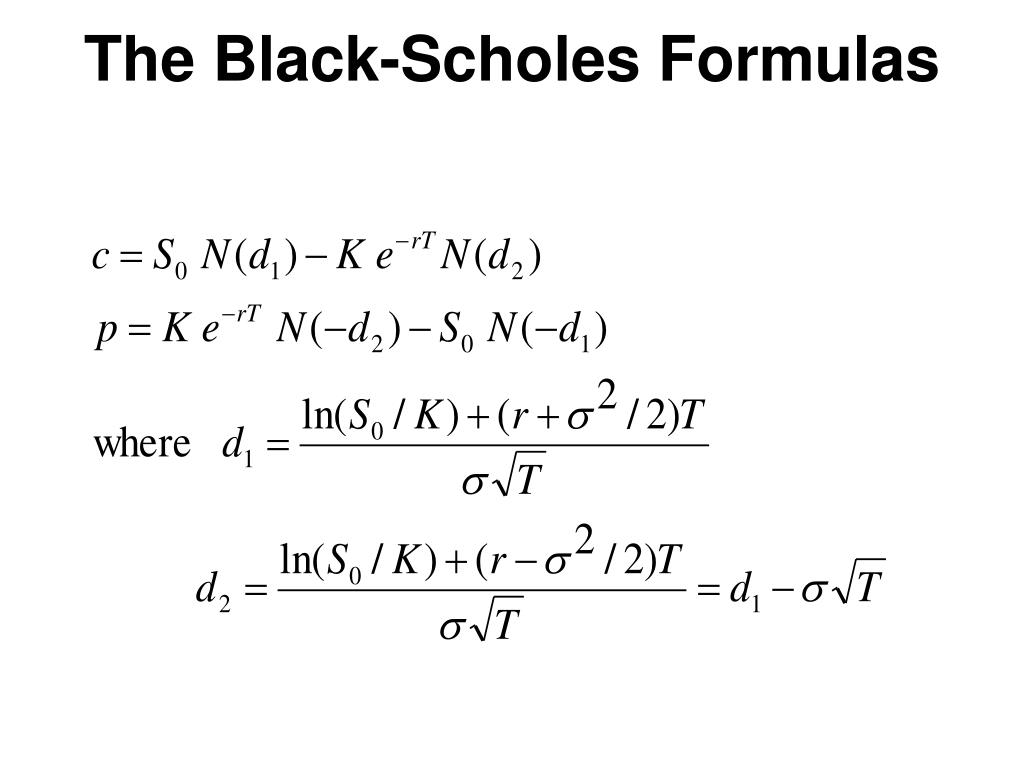 The Black-Scholes Formulas
c = S₀ N(d₁) − K e^(−rT) N(d₂)
p = K e^(−rT) N(−d₂) − S₀ N(−d₁)
where d₁ = [ln(S₀ / K) + (r + σ² / 2)T] / [σ√T]
d₂ = [ln(S₀ / K) + (r − σ² / 2)T] / [σ√T] = d₁ − σ√T